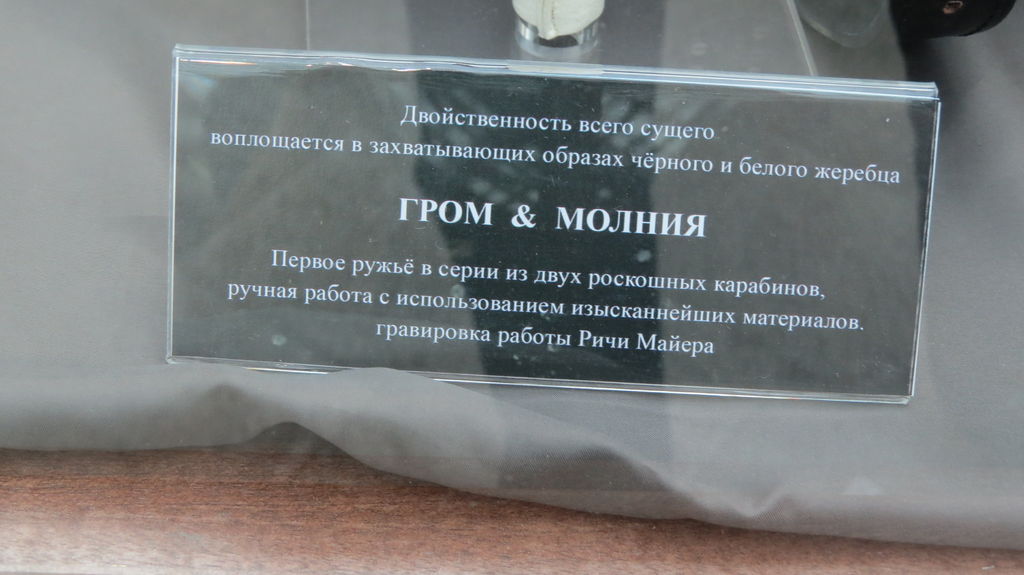 Двойственность всего сущего
воплощается в захватывающих образах чёрного и белого жеребца
ГРОМ & МОЛНИЯ
Первое ружьё в серии из двух роскошных карабинов,
ручная работа с использованием изысканнейших материалов.
гравировка работы Ричи Майера